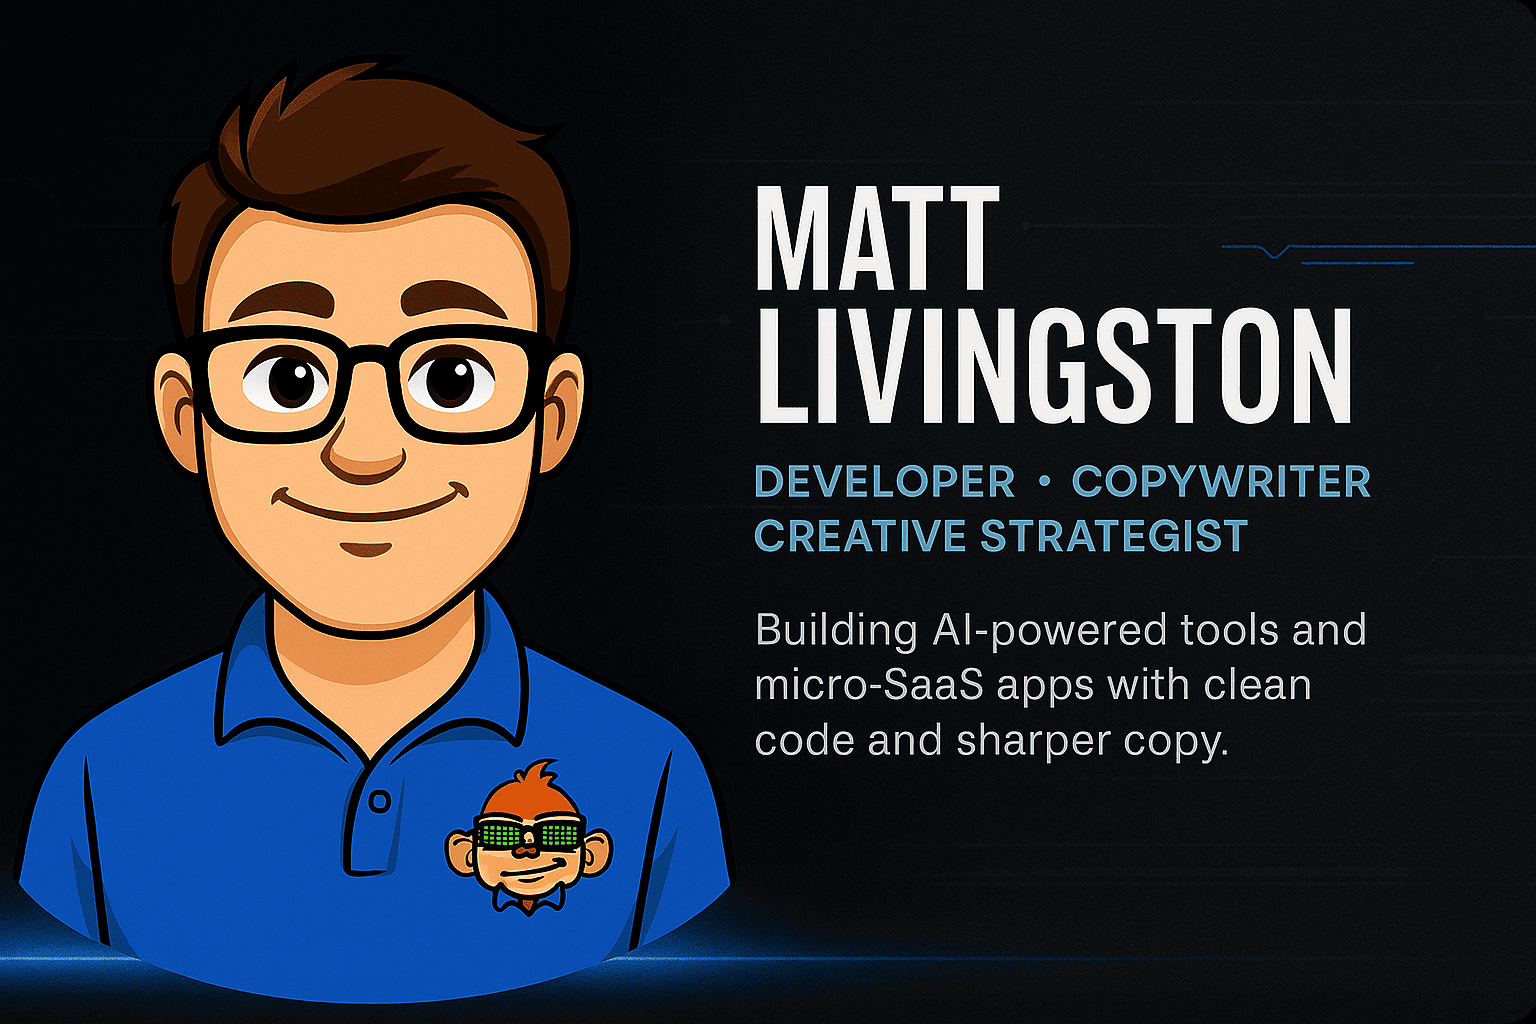 MATT
LIVINGSTON
DEVELOPER • COPYWRITER
CREATIVE STRATEGIST
Building AI-powered tools and
micro-SaaS apps with clean
code and sharper copy.